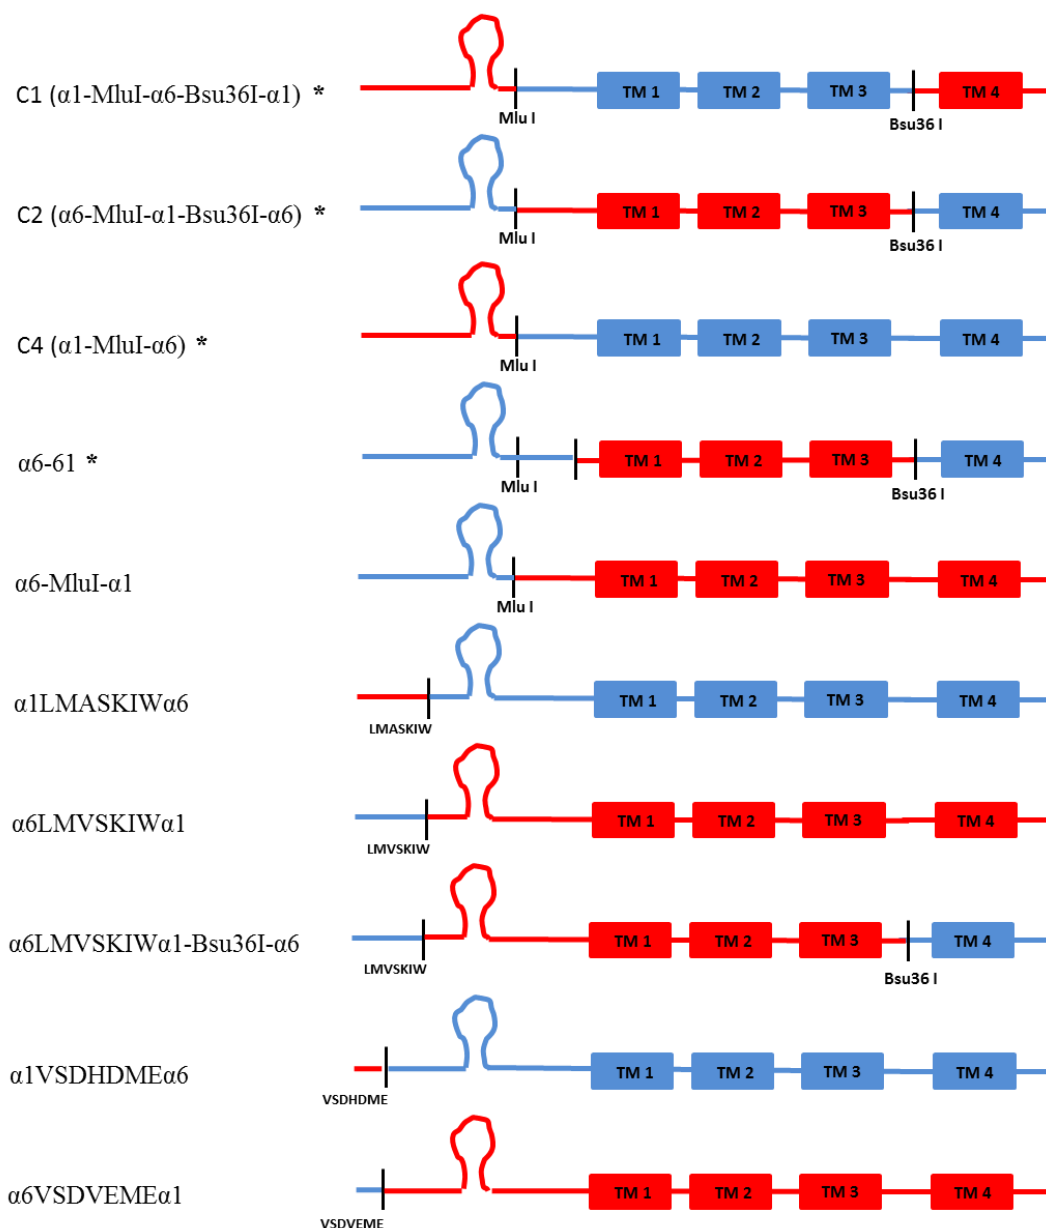 C1 (α1-MluI-α6-Bsu36I-α1) *
TM 1 TM 2 TM 3 TM 4
Mlu I Bsu36 I
C2 (α6-MluI-α1-Bsu36I-α6) *
TM 1 TM 2 TM 3 TM 4
Mlu I Bsu36 I
C4 (α1-MluI-α6) *
TM 1 TM 2 TM 3 TM 4
Mlu I
α6-61 *
TM 1 TM 2 TM 3 TM 4
Mlu I Bsu36 I
α6-MluI-α1
TM 1 TM 2 TM 3 TM 4
Mlu I
α1LMASKIWα6
TM 1 TM 2 TM 3 TM 4
LMASKIW
α6LMVSKIWα1
TM 1 TM 2 TM 3 TM 4
LMVSKIW
α6LMVSKIWα1-Bsu36I-α6
TM 1 TM 2 TM 3 TM 4
LMVSKIW Bsu36 I
α1VSDHDMEα6
TM 1 TM 2 TM 3 TM 4
VSDHDME
α6VSDVEMEα1
TM 1 TM 2 TM 3 TM 4
VSDVEME